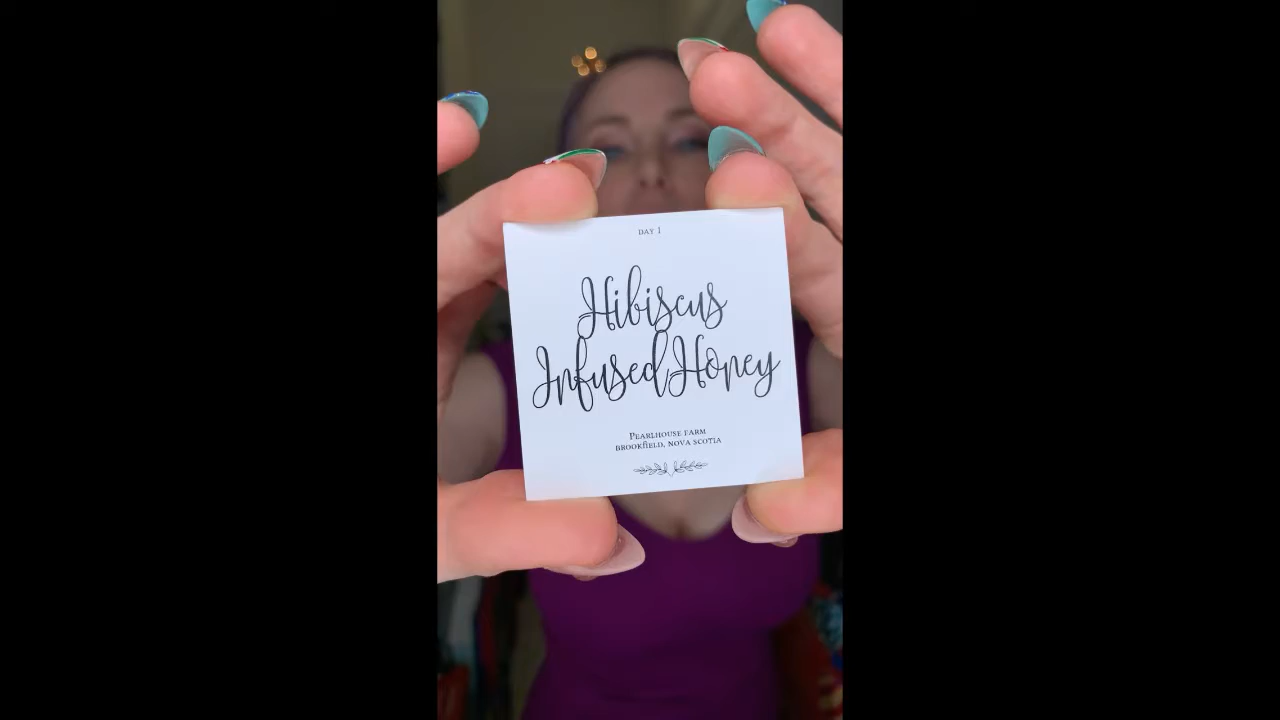 DAY 1
Hibiscus
Infused Honey
PEARLHOUSE FARM
BROOKFIELD, NOVA SCOTIA